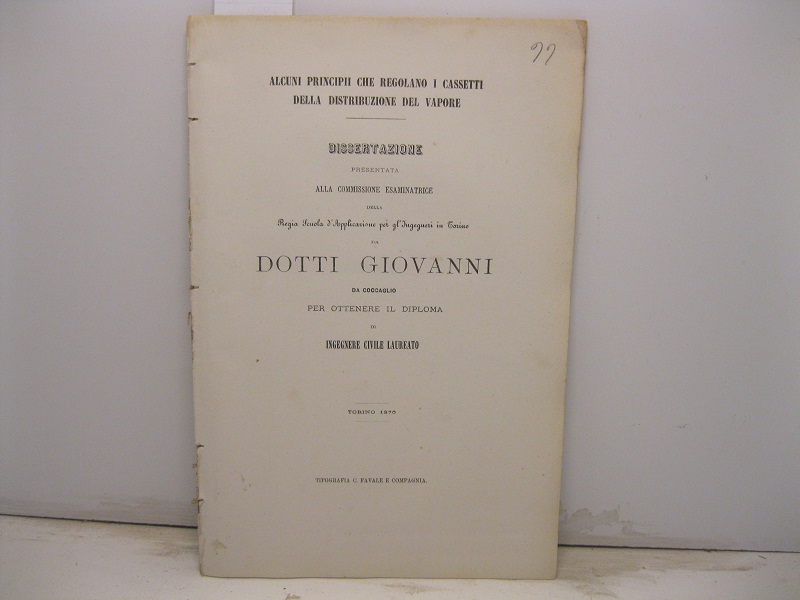 99
ALCUNI PRINCIPII CHE REGOLANO I CASSETTI
DELLA DISTRIBUZIONE DEL VAPORE
DISSERTAZIONE
PRESENTATA
ALLA COMMISSIONE ESAMINATRICE
DELLA
Regia Scuola d'Applicazione per gl'Ingegneri in Torino
DA
DOTTI GIOVANNI
DA COCCAGLIO
PER OTTENERE IL DIPLOMA
DI
INGEGNERE CIVILE LAUREATO
TORINO 1870
TIPOGRAFIA C. FAVALE E COMPAGNIA.